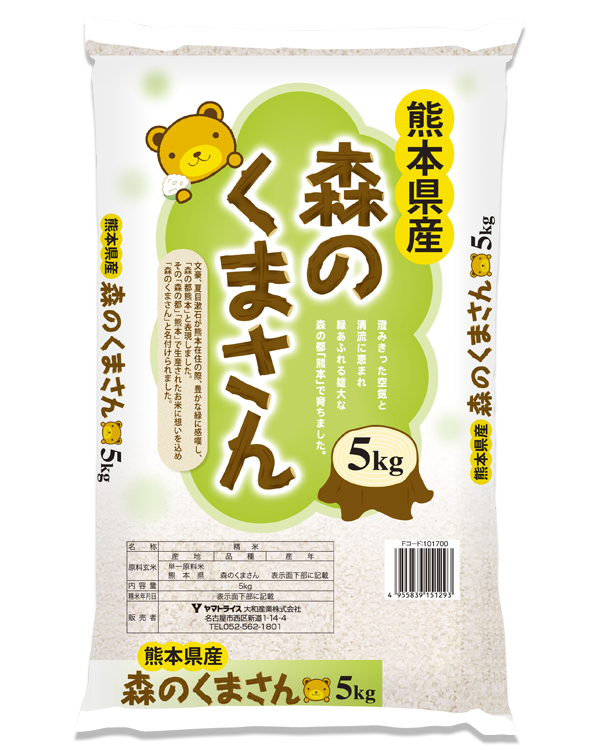 熊本県産
森の
くまさん
澄みきった空気と
清流に恵まれ
緑あふれる雄大な
森の都「熊本」で育ちました。
文豪、夏目漱石が熊本在住の際、豊かな緑に感嘆し、
「森の都熊本」と表現しました。
その「森の都」「熊本」で生産されたお米に想いを込め
「森のくまさん」と名付けられました。
5kg
熊本県産 森のくまさん 5kg
熊本県産 森のくまさん 5kg
Fコード:101700
4 955839 151293
名称 精米
原料玄米 産地 品種 産年
単一原料米
熊本県 森のくまさん 表示面下部に記載
内容量 5kg
精米年月日 表示面下部に記載
販売者 ヤマトライス 大和産業株式会社
名古屋市西区新道1-14-4
TEL052-562-1801
熊本県産
森のくまさん 5kg